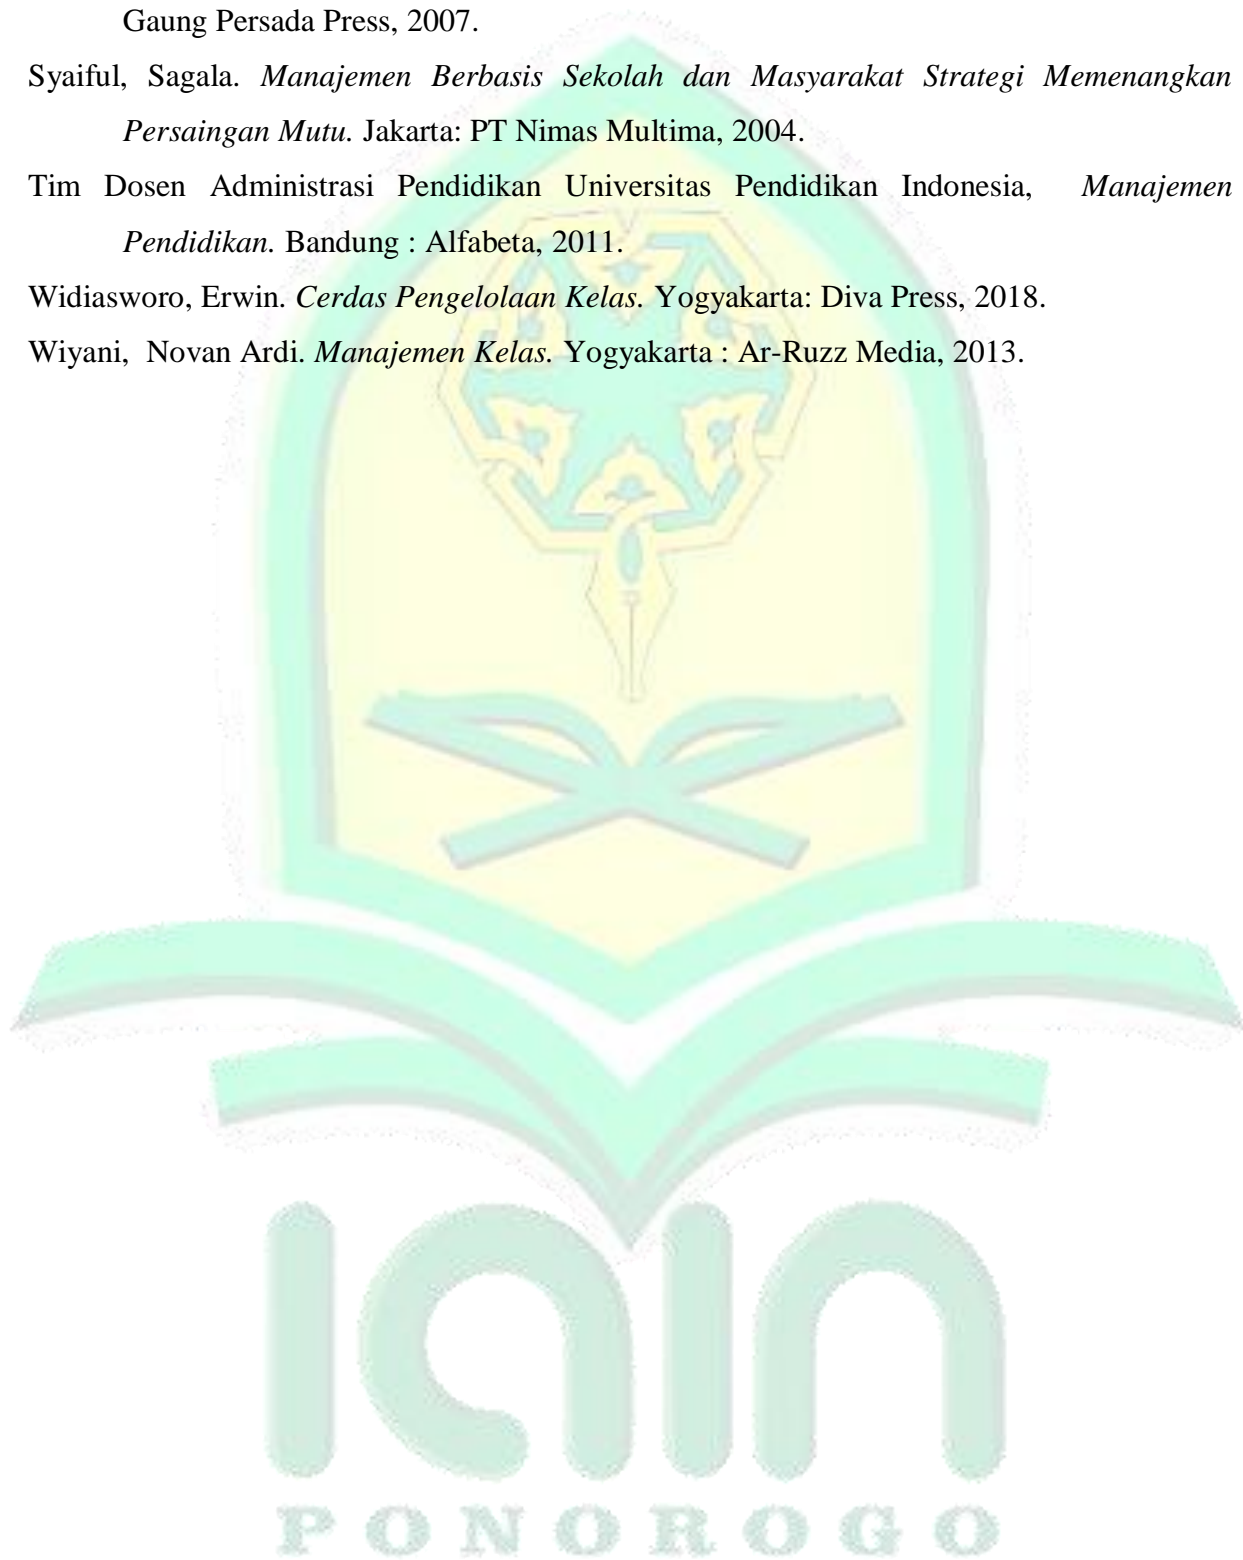 Gaung Persada Press, 2007.
Syaiful, Sagala. Manajemen Berbasis Sekolah dan Masyarakat Strategi Memenangkan
Persaingan Mutu. Jakarta: PT Nimas Multima, 2004.
Tim Dosen Administrasi Pendidikan Universitas Pendidikan Indonesia, Manajemen
Pendidikan. Bandung : Alfabeta, 2011.
Widiasworo, Erwin. Cerdas Pengelolaan Kelas. Yogyakarta: Diva Press, 2018.
Wiyani, Novan Ardi. Manajemen Kelas. Yogyakarta : Ar-Ruzz Media, 2013.
IAIN
PONOROGO